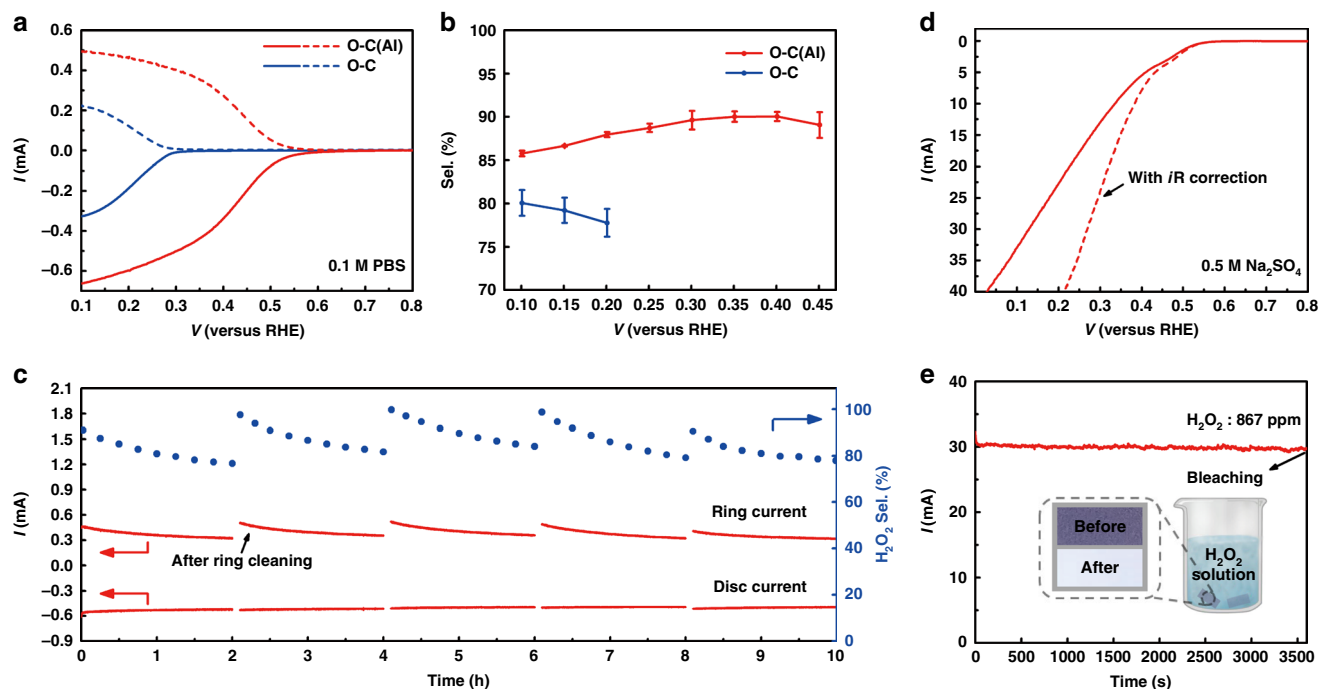 a
0.6
0.4
0.2
0.0
−0.2
−0.4
−0.6
I (mA)
O-C(Al)
O-C
0.1 M PBS
0.1 0.2 0.3 0.4 0.5 0.6 0.7 0.8
V (versus RHE)
b
100
95
90
85
80
75
70
Sel. (%)
O-C(Al)
O-C
0.10 0.15 0.20 0.25 0.30 0.35 0.40 0.45
V (versus RHE)
d
0
5
10
15
20
25
30
35
40
I (mA)
With iR correction
0.5 M Na₂SO₄
0.1 0.2 0.3 0.4 0.5 0.6 0.7 0.8
V (versus RHE)
c
2.1
1.8
1.5
1.2
0.9
0.6
0.3
0.0
−0.3
−0.6
−0.9
I (mA)
Ring current
After ring cleaning
Disc current
100
80
60
40
20
0
H₂O₂ Sel. (%)
0 1 2 3 4 5 6 7 8 9 10
Time (h)
e
40
35
30
25
20
15
10
5
0
I (mA)
H₂O₂ : 867 ppm
Bleaching
Before
After
H₂O₂
solution
0 500 1000 1500 2000 2500 3000 3500
Time (s)